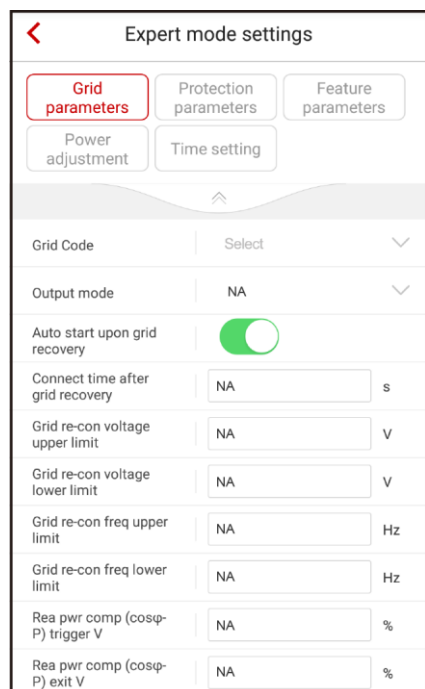 Expert mode settings
Grid
parameters
Protection
parameters
Feature
parameters
Power
adjustment
Time setting
Grid Code
Select
Output mode
NA
Auto start upon grid
recovery
Connect time after
grid recovery
NA
s
Grid re-con voltage
upper limit
NA
V
Grid re-con voltage
lower limit
NA
V
Grid re-con freq upper
limit
NA
Hz
Grid re-con freq lower
limit
NA
Hz
Rea pwr comp (cosφ-
P) trigger V
NA
%
Rea pwr comp (cosφ-
P) exit V
NA
%